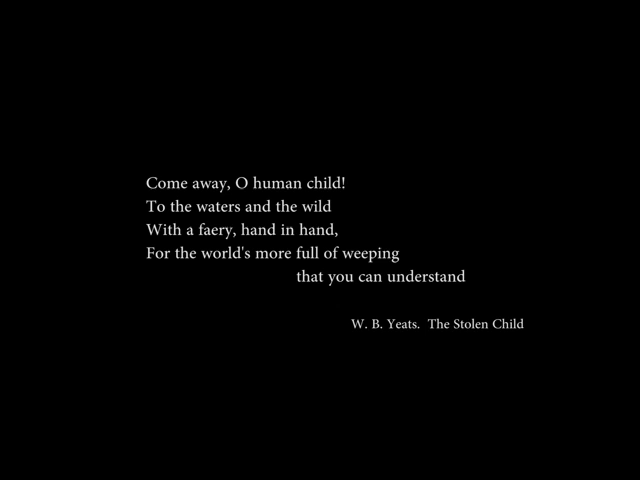 Come away, O human child!
To the waters and the wild
With a faery, hand in hand,
For the world's more full of weeping
that you can understand
W. B. Yeats.  The Stolen Child